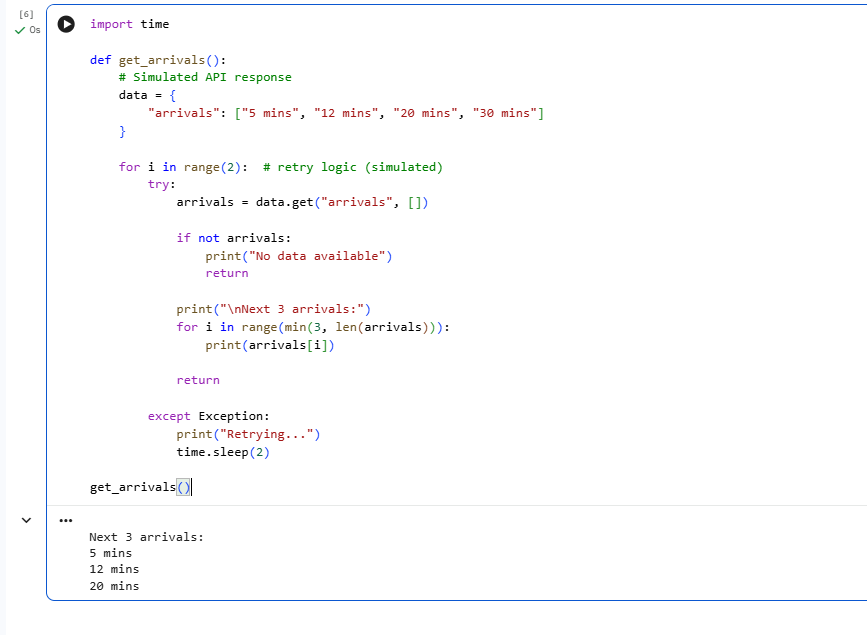 [6]
0s
import time
def get_arrivals():
# Simulated API response
data = {
"arrivals": ["5 mins", "12 mins", "20 mins", "30 mins"]
}
for i in range(2):  # retry logic (simulated)
try:
arrivals = data.get("arrivals", [])
if not arrivals:
print("No data available")
return
print("\nNext 3 arrivals:")
for i in range(min(3, len(arrivals))):
print(arrivals[i])
return
except Exception:
print("Retrying...")
time.sleep(2)
get_arrivals()
Next 3 arrivals:
5 mins
12 mins
20 mins